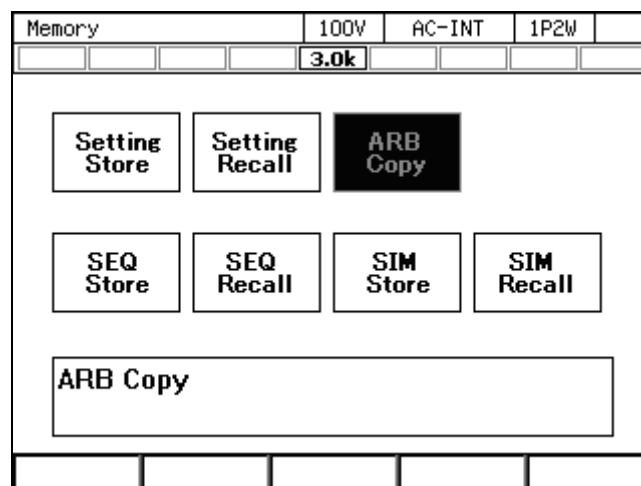 Memory 100V AC-INT 1P2W
3.0k
Setting Setting ARB
Store Recall Copy
SEQ SEQ SIM SIM
Store Recall Store Recall
ARB Copy